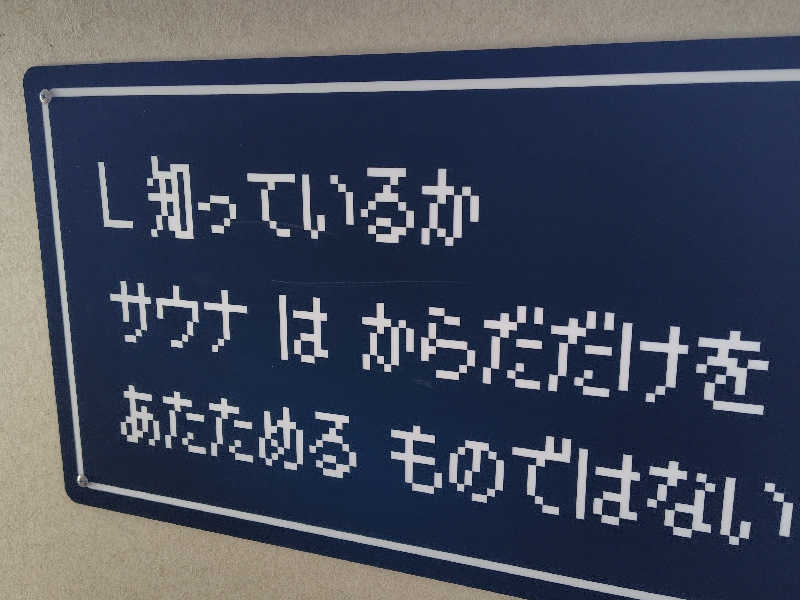 L 知っているか
サウナ は からだだけを
あたためる ものではない